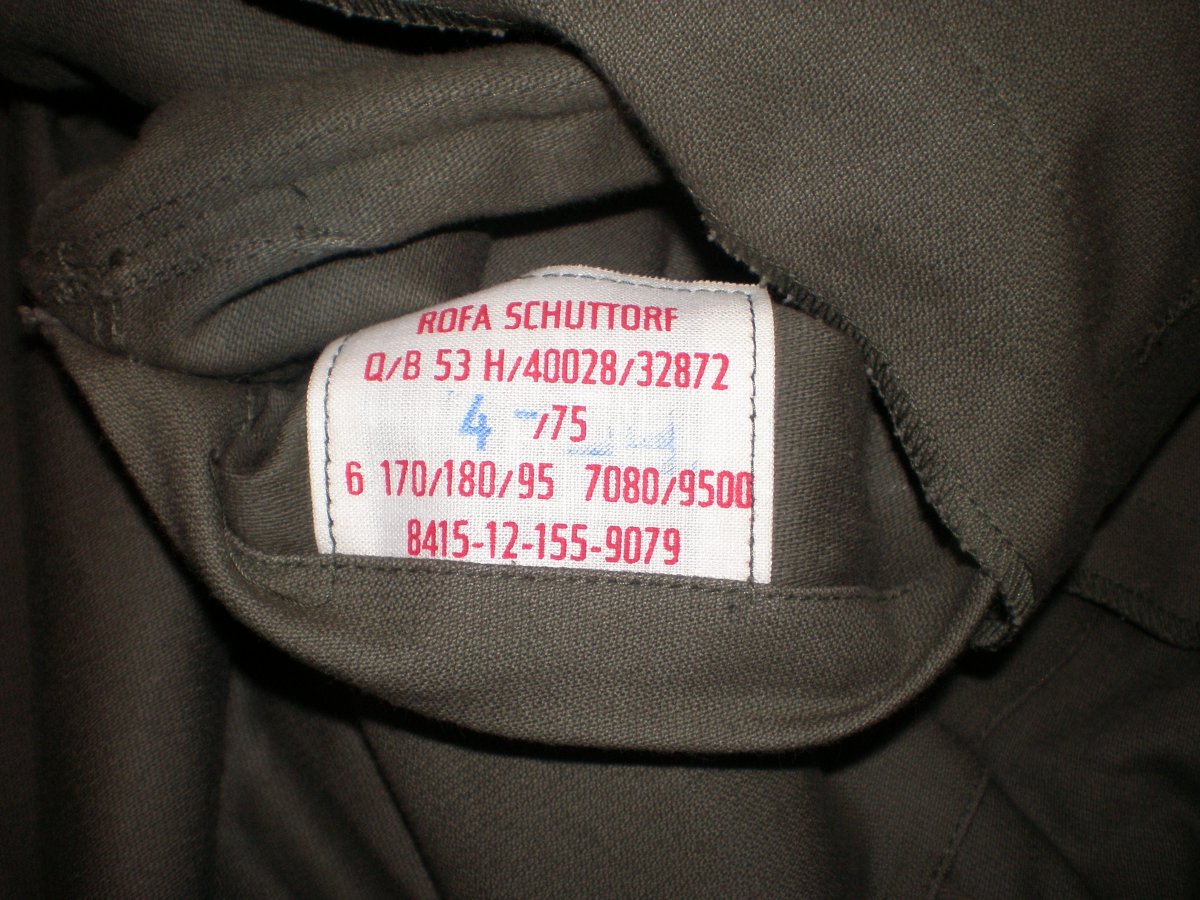 ROFA SCHUTTORF
Q/B 53 H/40028/32872
4 /75
6 170/180/95 7080/9500
8415-12-155-9079